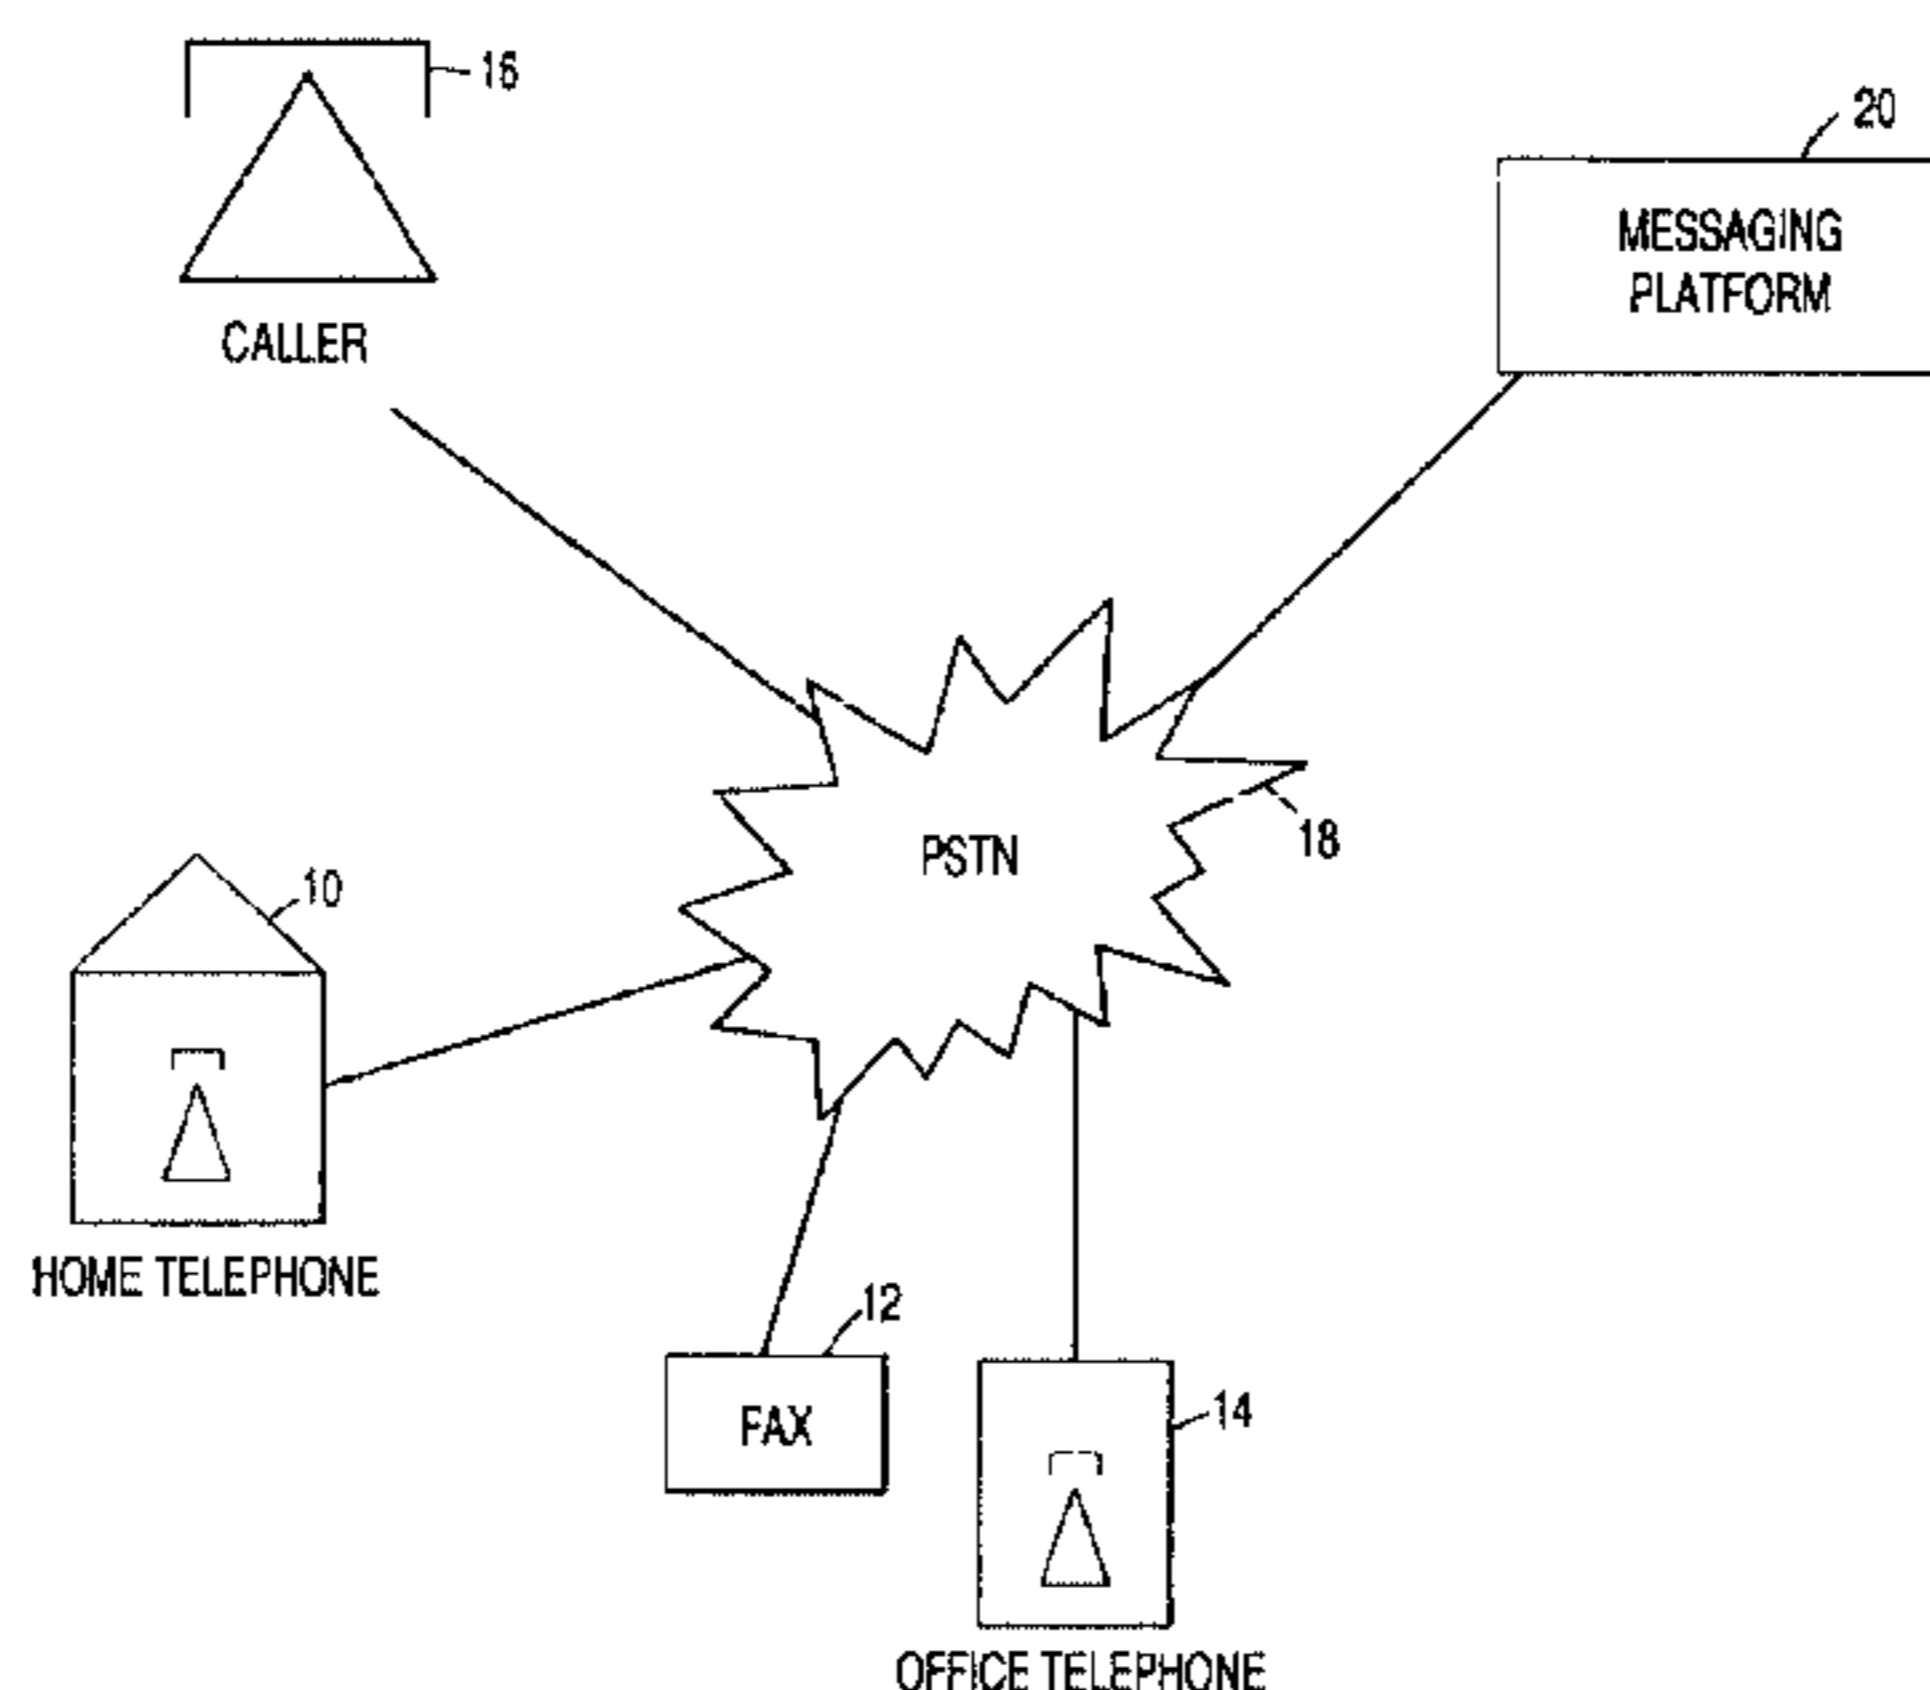 16
20
MESSAGING
PLATFORM
CALLER
18
PSTN
10
HOME TELEPHONE
12
FAX
14
OFFICE TELEPHONE